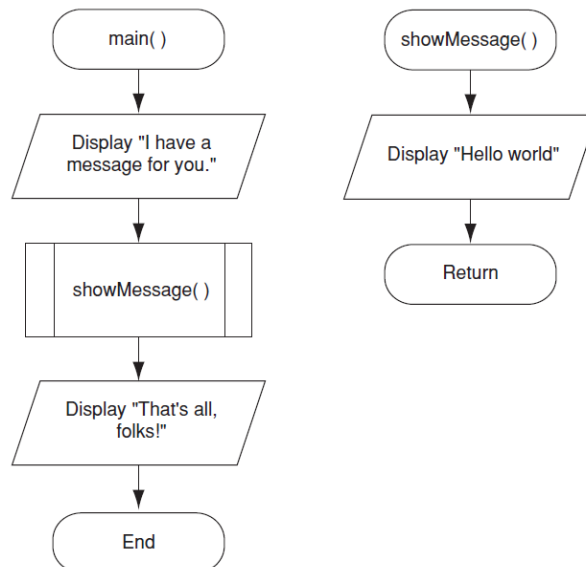 main( )
Display "I have a
message for you."
showMessage( )
Display "That's all,
folks!"
End
showMessage( )
Display "Hello world"
Return